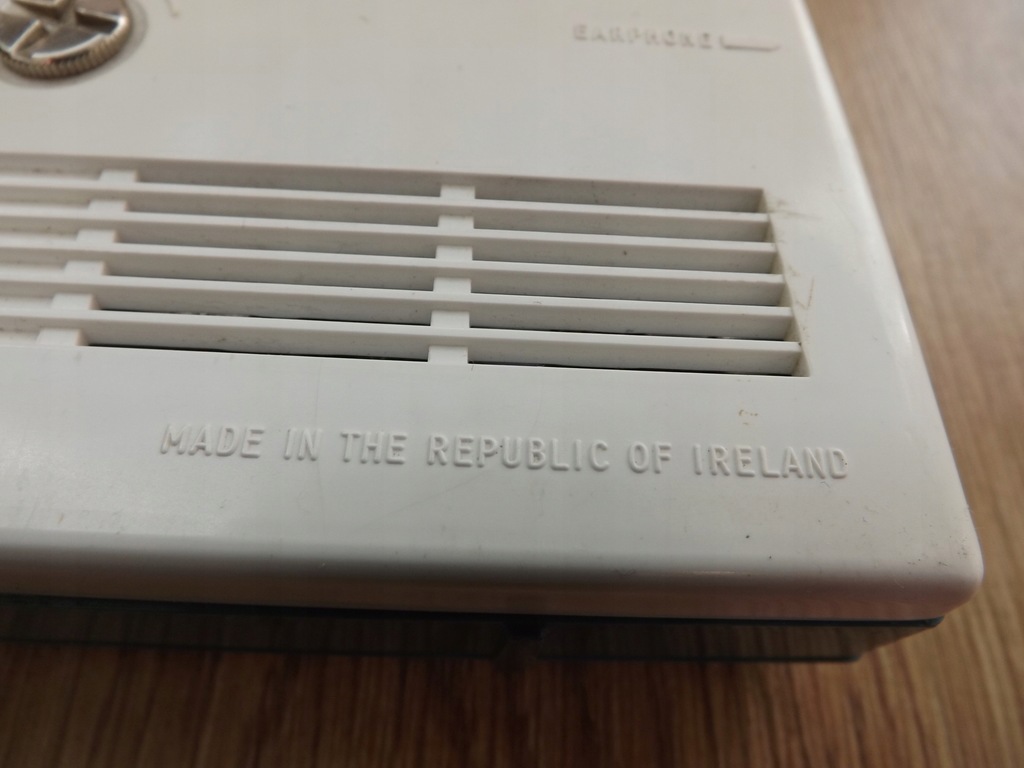 EARPHONE
MADE IN THE REPUBLIC OF IRELAND